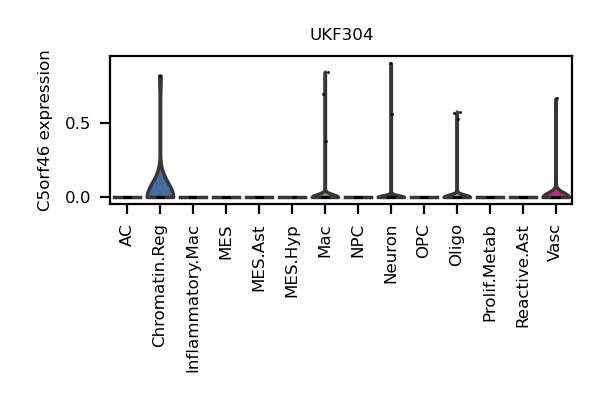 UKF304
C5orf46 expression
0.5
0.0
AC
Chromatin.Reg
Inflammatory.Mac
MES
MES.Ast
MES.Hyp
Mac
NPC
Neuron
OPC
Oligo
Prolif.Metab
Reactive.Ast
Vasc